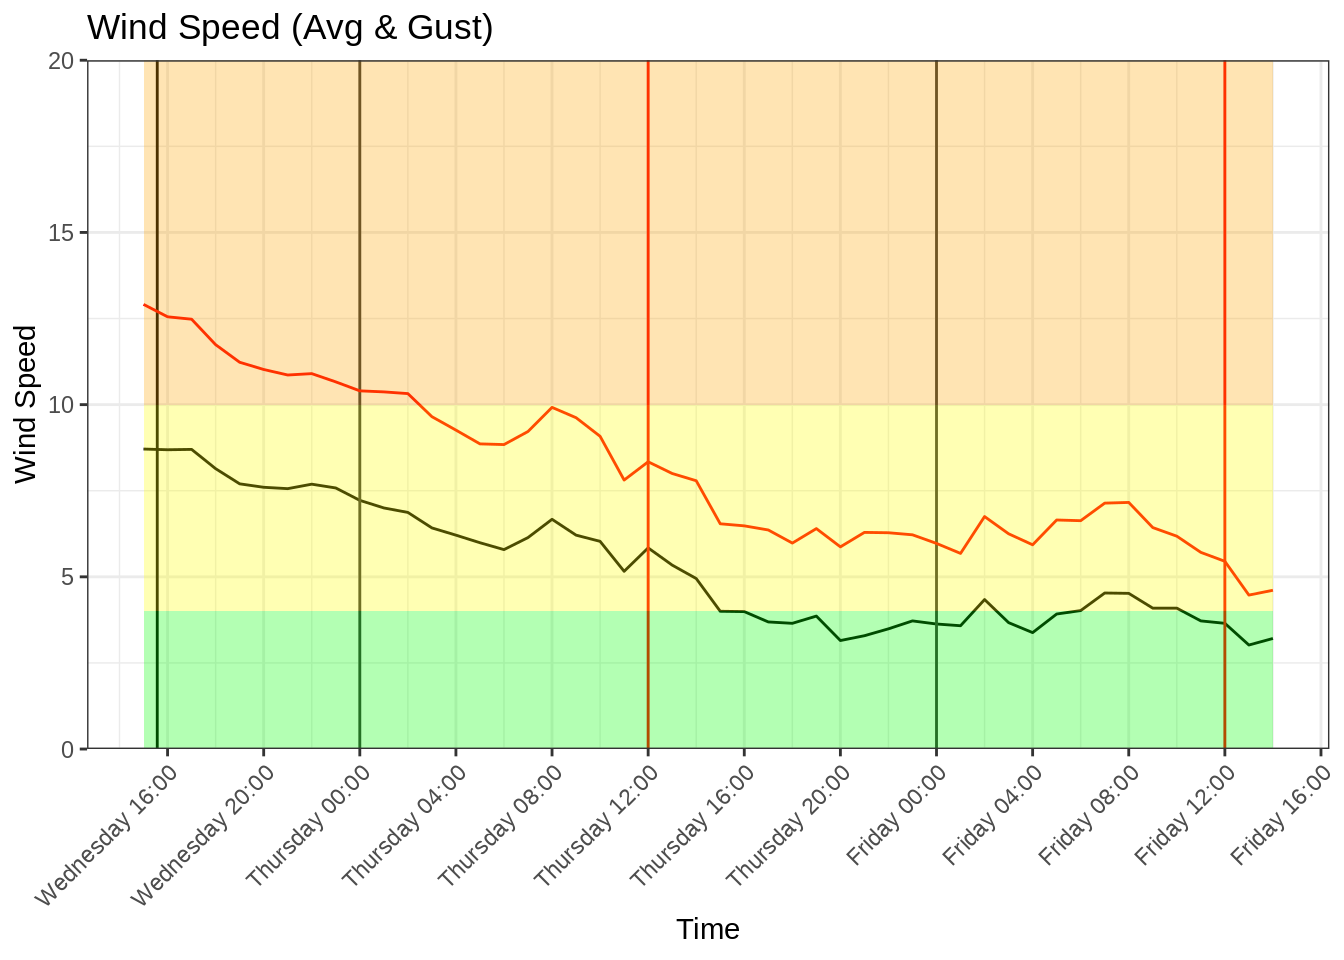 Wind Speed (Avg & Gust)
20
15
10
5
0
Wind Speed
Wednesday 16:00
Wednesday 20:00
Thursday 00:00
Thursday 04:00
Thursday 08:00
Thursday 12:00
Thursday 16:00
Thursday 20:00
Friday 00:00
Friday 04:00
Friday 08:00
Friday 12:00
Friday 16:00
Time